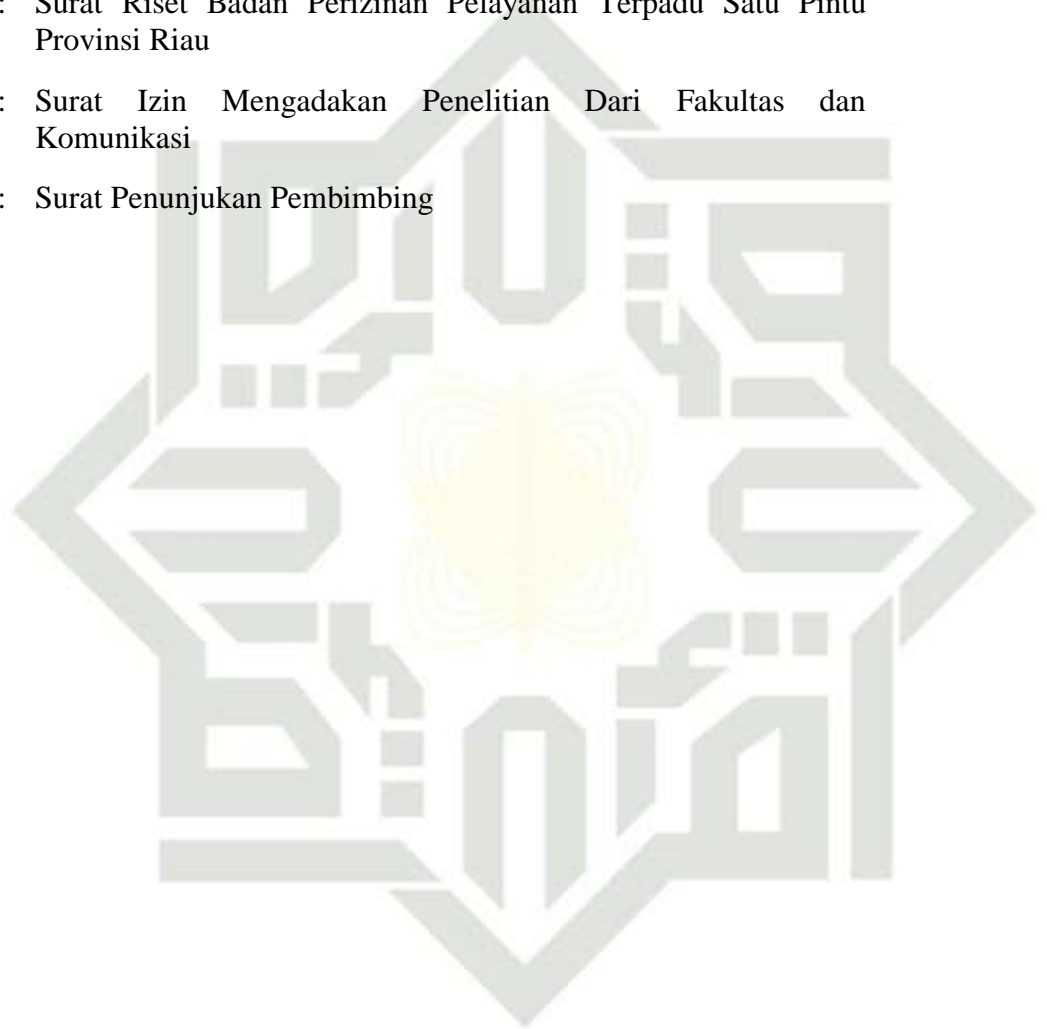 : Surat Riset Badan Perizinan Pelayanan Terpadu Satu Pintu
Provinsi Riau
: Surat Izin Mengadakan Penelitian Dari Fakultas dan
Komunikasi
: Surat Penunjukan Pembimbing